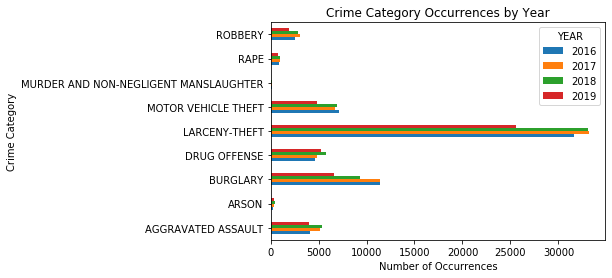 Crime Category Occurrences by Year
ROBBERY
RAPE
MURDER AND NON-NEGLIGENT MANSLAUGHTER
MOTOR VEHICLE THEFT
LARCENY-THEFT
DRUG OFFENSE
BURGLARY
ARSON
AGGRAVATED ASSAULT
Crime Category
YEAR
2016
2017
2018
2019
0 5000 10000 15000 20000 25000 30000
Number of Occurrences